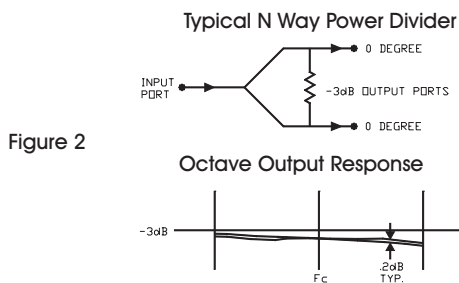 Typical N Way Power Divider
0 DEGREE
INPUT
PORT
-3dB OUTPUT PORTS
0 DEGREE
Figure 2
Octave Output Response
-3dB
.2dB
Fc
TYP.